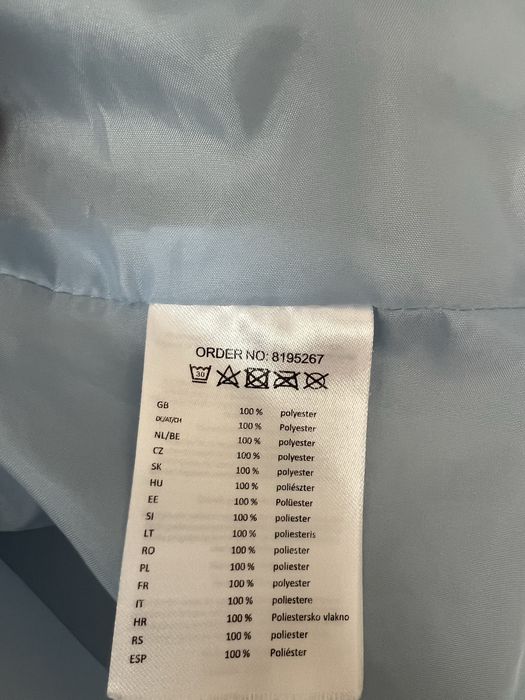 ORDER NO: 8195267
30
GB 100 % polyester
DE/AT/CH 100 % Polyester
NL/BE 100 % polyester
CZ 100 % polyester
SK 100 % polyester
HU 100 % poliészter
EE 100 % Polüester
SI 100 % poliester
LT 100 % poliesteris
RO 100 % poliester
PL 100 % poliester
FR 100 % polyester
IT 100 % poliestere
HR 100 % Poliestersko vlakno
RS 100 % poliester
ESP 100 % Poliéster